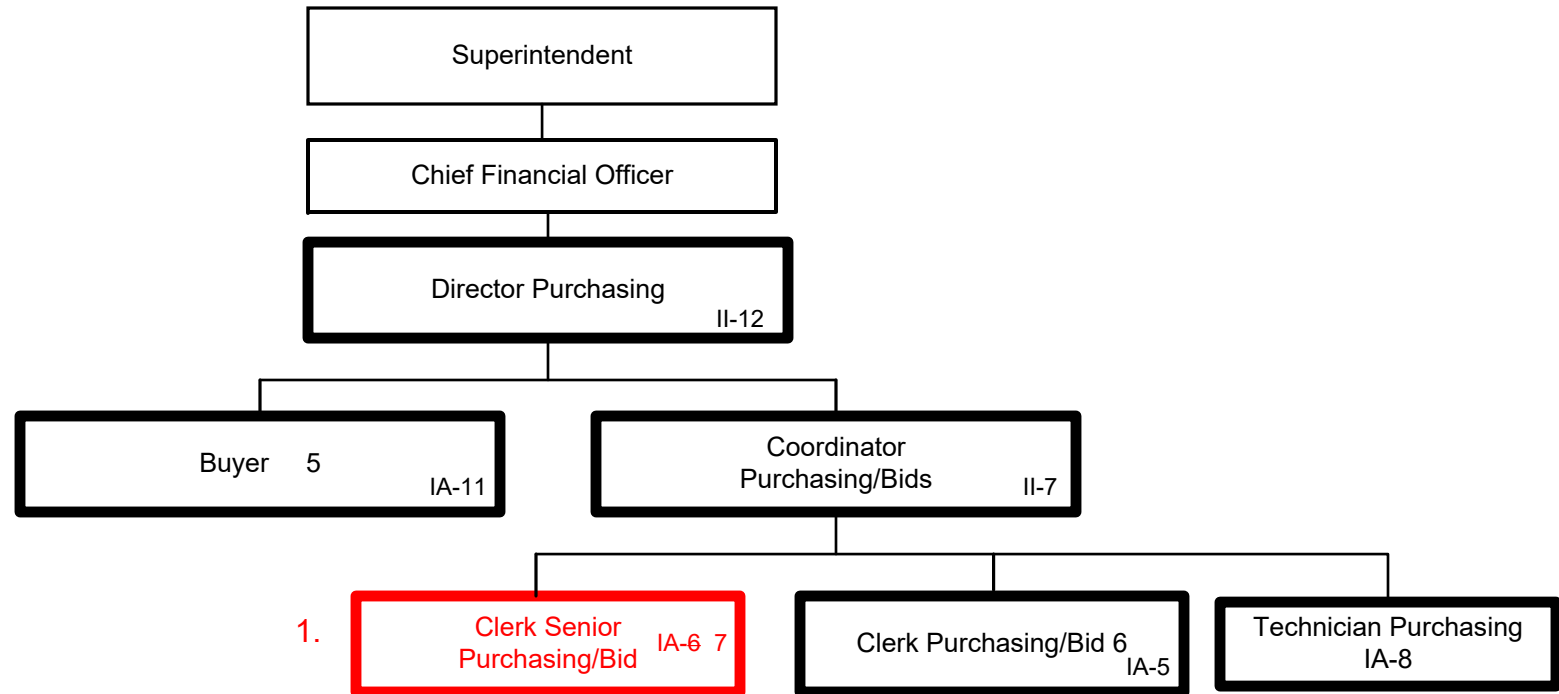 Superintendent
Chief Financial Officer
Director Purchasing
II-12
Buyer 5
IA-11
Coordinator
Purchasing/Bids
II-7
1.
Clerk Senior
Purchasing/Bid
IA-6 7
Clerk Purchasing/Bid 6
IA-5
Technician Purchasing
IA-8